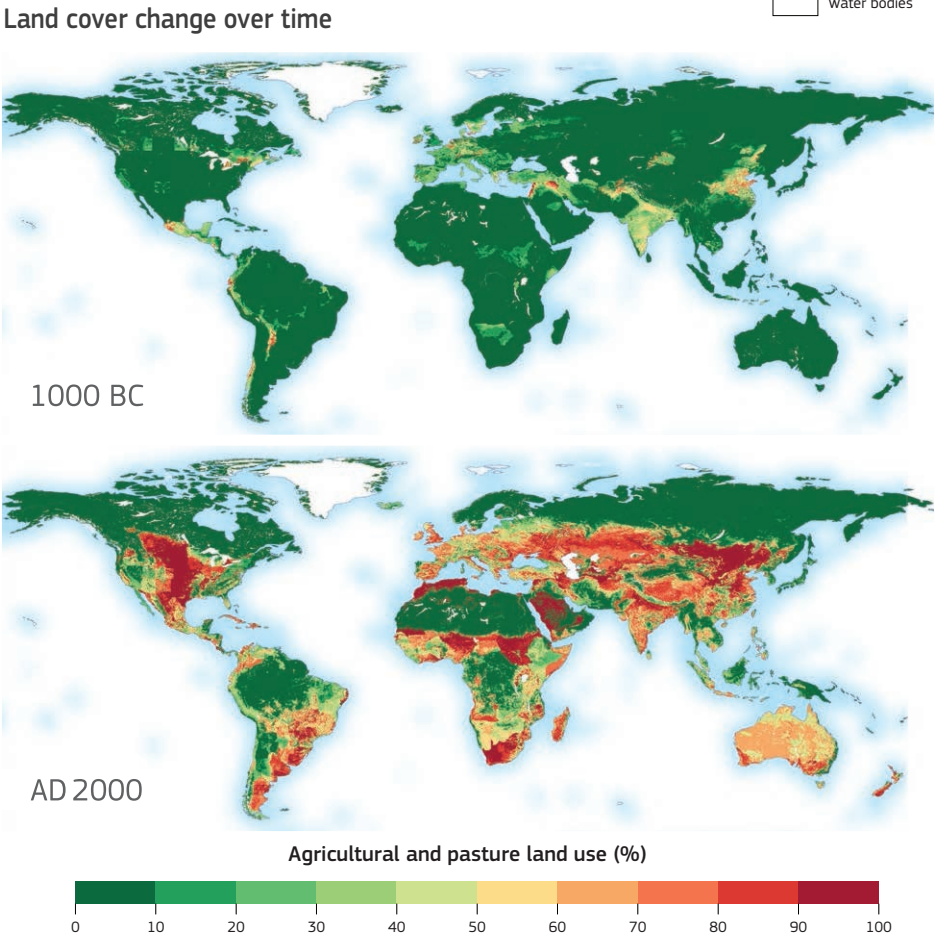 water bodies
Land cover change over time
1000 BC
AD 2000
Agricultural and pasture land use (%)
0 10 20 30 40 50 60 70 80 90 100